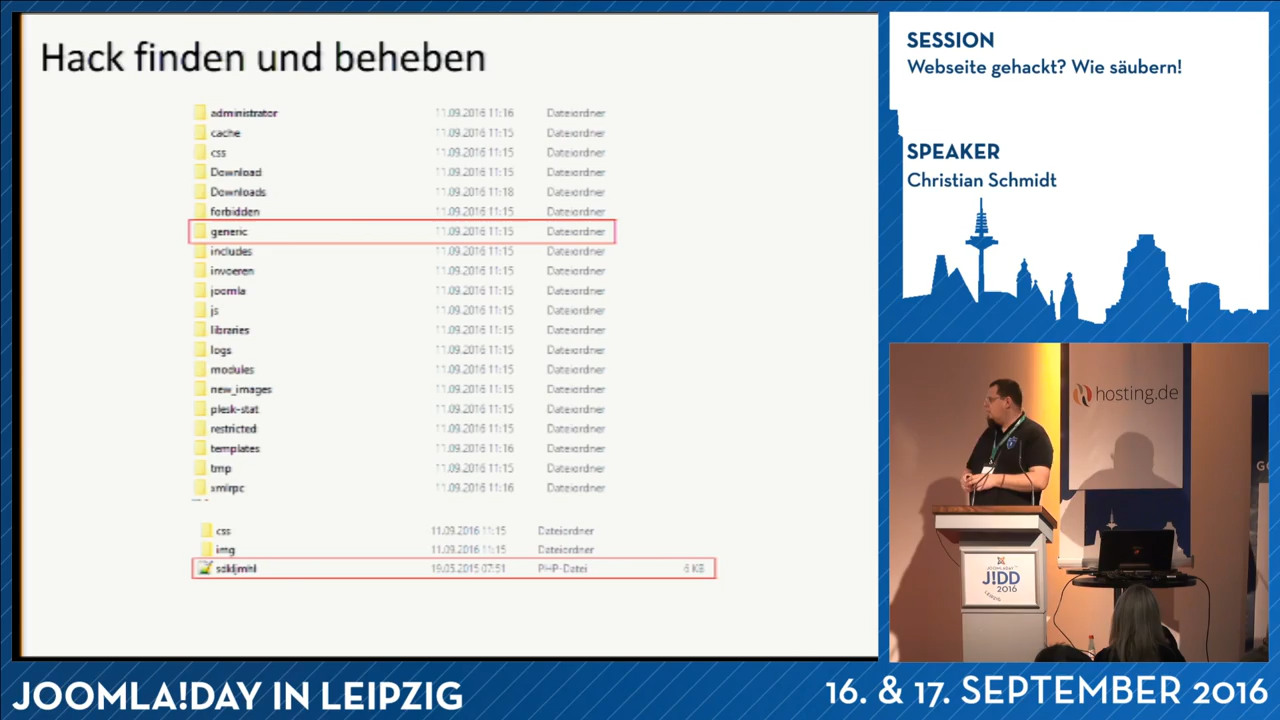 Hack finden und beheben
administrator 11.09.2016 11:16 Dateiordner
cache 11.09.2016 11:15 Dateiordner
css 11.09.2016 11:15 Dateiordner
Download 11.09.2016 11:15 Dateiordner
Downloads 11.09.2016 11:18 Dateiordner
forbidden 11.09.2016 11:15 Dateiordner
generic 11.09.2016 11:15 Dateiordner
includes 11.09.2016 11:15 Dateiordner
invoeren 11.09.2016 11:15 Dateiordner
joomla 11.09.2016 11:15 Dateiordner
js 11.09.2016 11:15 Dateiordner
libraries 11.09.2016 11:15 Dateiordner
logs 11.09.2016 11:15 Dateiordner
modules 11.09.2016 11:15 Dateiordner
new_images 11.09.2016 11:15 Dateiordner
plesk-stat 11.09.2016 11:15 Dateiordner
restricted 11.09.2016 11:15 Dateiordner
templates 11.09.2016 11:16 Dateiordner
tmp 11.09.2016 11:15 Dateiordner
xmlrpc 11.09.2016 11:16 Dateiordner
css 11.09.2016 11:15 Dateiordner
img 11.09.2016 11:15 Dateiordner
19.05.2015 07:51 PHP-Datei 6 KB
SESSION
Webseite gehackt? Wie säubern!
SPEAKER
Christian Schmidt
hosting.de
JOOMLA!DAY
J!DD
2016
LEIPZIG
JOOMLA!DAY IN LEIPZIG
16. & 17. SEPTEMBER 2016